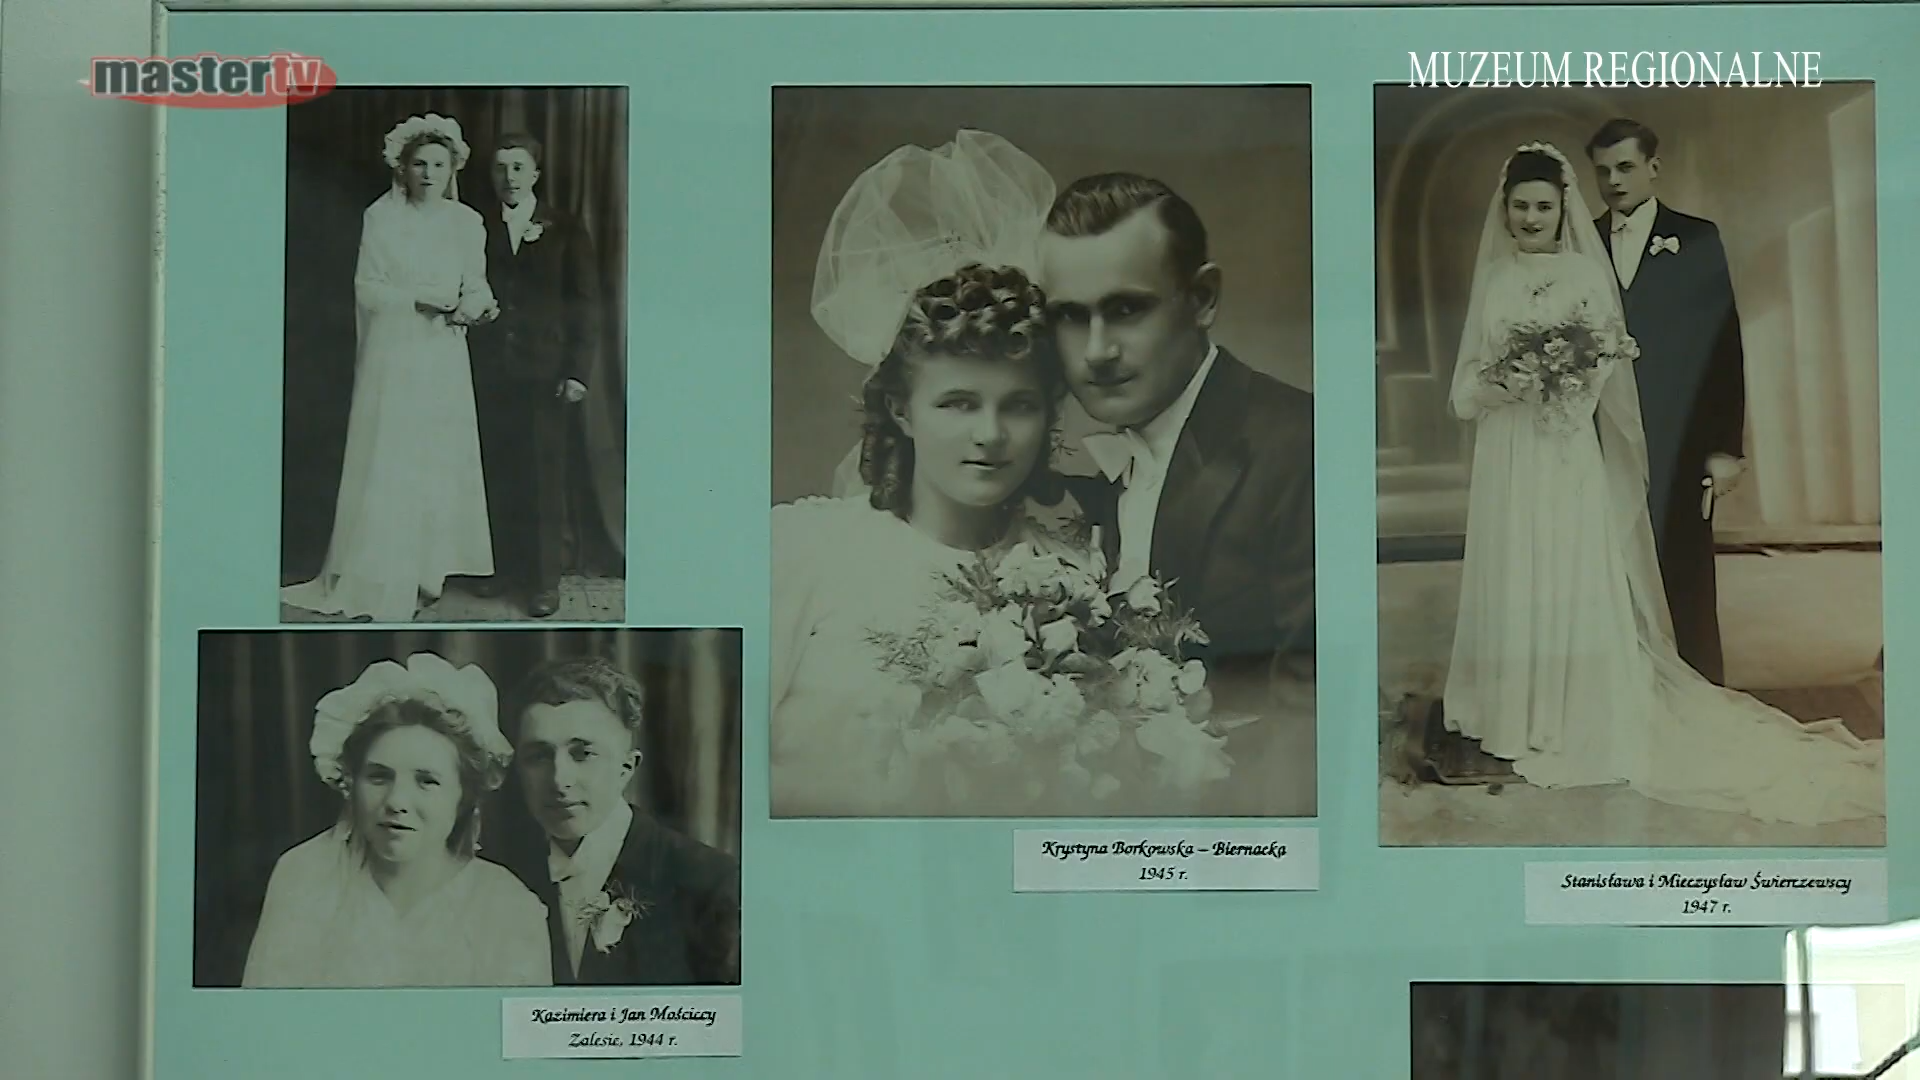 mastertv
MUZEUM REGIONALNE
Krystyna Borkowska – Biernacka
1945 r.
Stanisława i Mieczysław Świerczewscy
1947 r.
Kazimiera i Jan Mościccy
Zalesie, 1944 r.